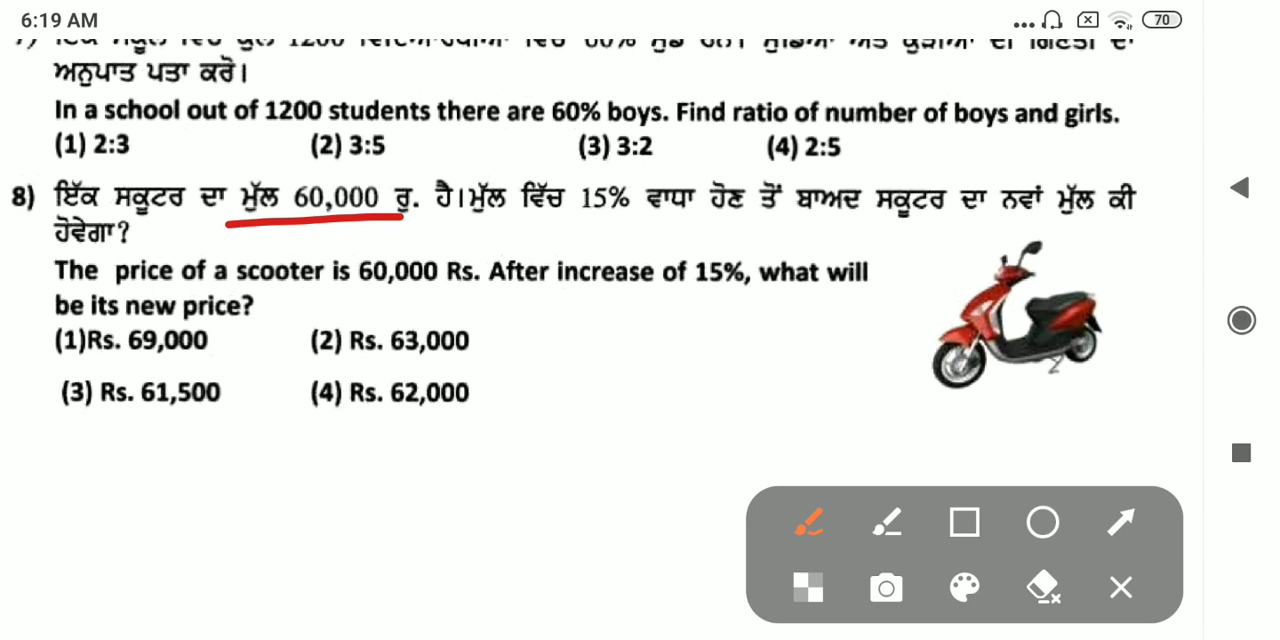 6:19 AM
70
1200 60%
ਅਨੁਪਾਤ ਪਤਾ ਕਰੋ।
In a school out of 1200 students there are 60% boys. Find ratio of number of boys and girls.
(1) 2:3 (2) 3:5 (3) 3:2 (4) 2:5
8) ਇੱਕ ਸਕੂਟਰ ਦਾ ਮੁੱਲ 60,000 ਰੁ. ਹੈ।ਮੁੱਲ ਵਿੱਚ 15% ਵਾਧਾ ਹੋਣ ਤੋਂ ਬਾਅਦ ਸਕੂਟਰ ਦਾ ਨਵਾਂ ਮੁੱਲ ਕੀ
ਹੋਵੇਗਾ?
The price of a scooter is 60,000 Rs. After increase of 15%, what will
be its new price?
(1)Rs. 69,000 (2) Rs. 63,000
(3) Rs. 61,500 (4) Rs. 62,000